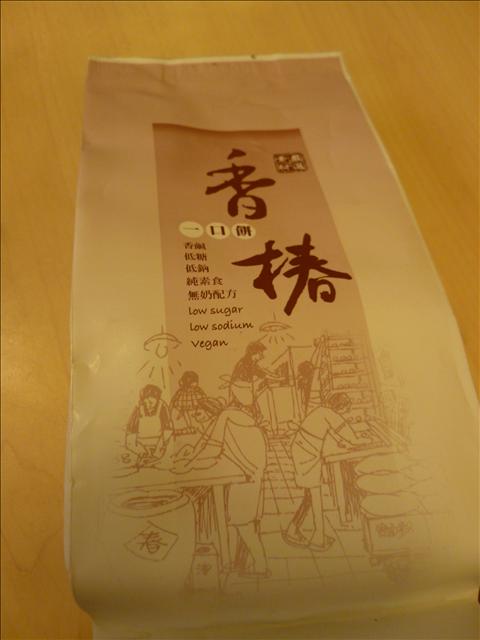 香椿
一口餅
香鹹
低糖
低鈉
純素食
無奶配方
low sugar
low sodium
vegan
春